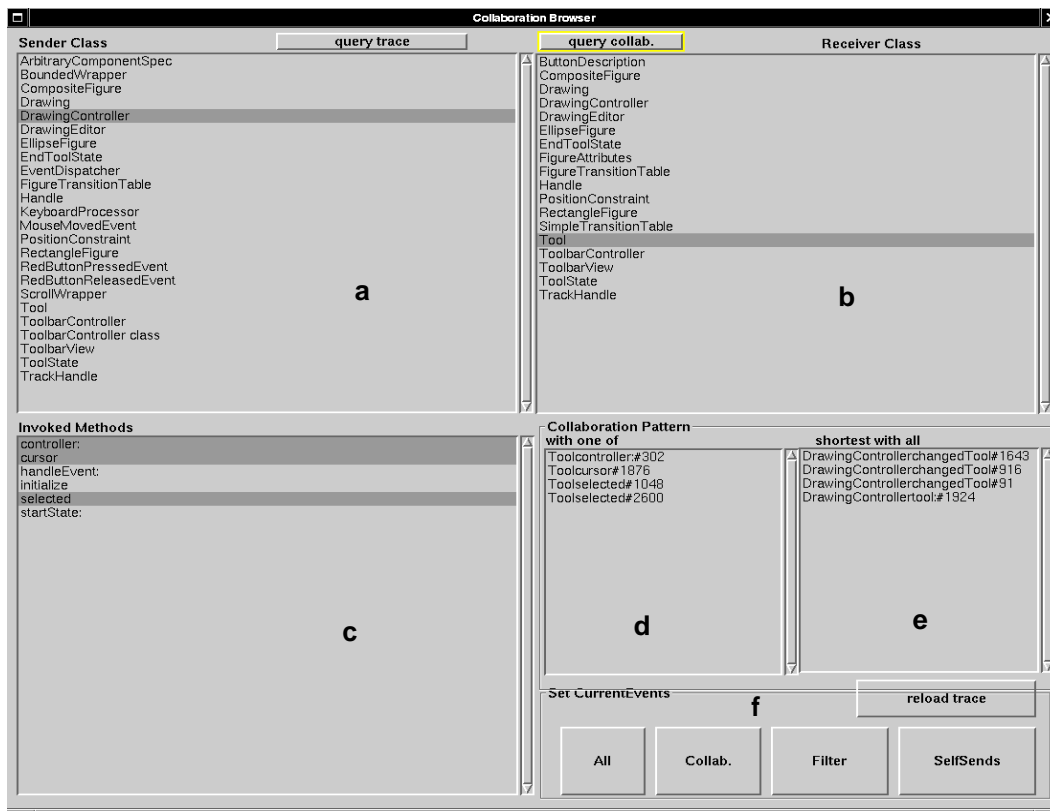 Collaboration Browser
Sender Class
query trace
query collab.
Receiver Class
ArbitraryComponentSpec
BoundedWrapper
CompositeFigure
Drawing
DrawingController
DrawingEditor
EllipseFigure
EndToolState
EventDispatcher
FigureTransitionTable
Handle
KeyboardProcessor
MouseMovedEvent
PositionConstraint
RectangleFigure
RedButtonPressedEvent
RedButtonReleasedEvent
ScrollWrapper
Tool
ToolbarController
ToolbarController class
ToolbarView
ToolState
TrackHandle
a
ButtonDescription
CompositeFigure
Drawing
DrawingController
DrawingEditor
EllipseFigure
EndToolState
FigureAttributes
FigureTransitionTable
Handle
PositionConstraint
RectangleFigure
SimpleTransitionTable
Tool
ToolbarController
ToolbarView
ToolState
TrackHandle
b
Invoked Methods
controller:
cursor
handleEvent:
initialize
selected
startState:
c
Collaboration Pattern
with one of
Toolcontroller:#302
Toolcursor#1876
Toolselected#1048
Toolselected#2600
d
shortest with all
DrawingControllerchangedTool#1643
DrawingControllerchangedTool#916
DrawingControllerchangedTool#91
DrawingControllertool:#1924
e
Set CurrentEvents
f
reload trace
All
Collab.
Filter
SelfSends